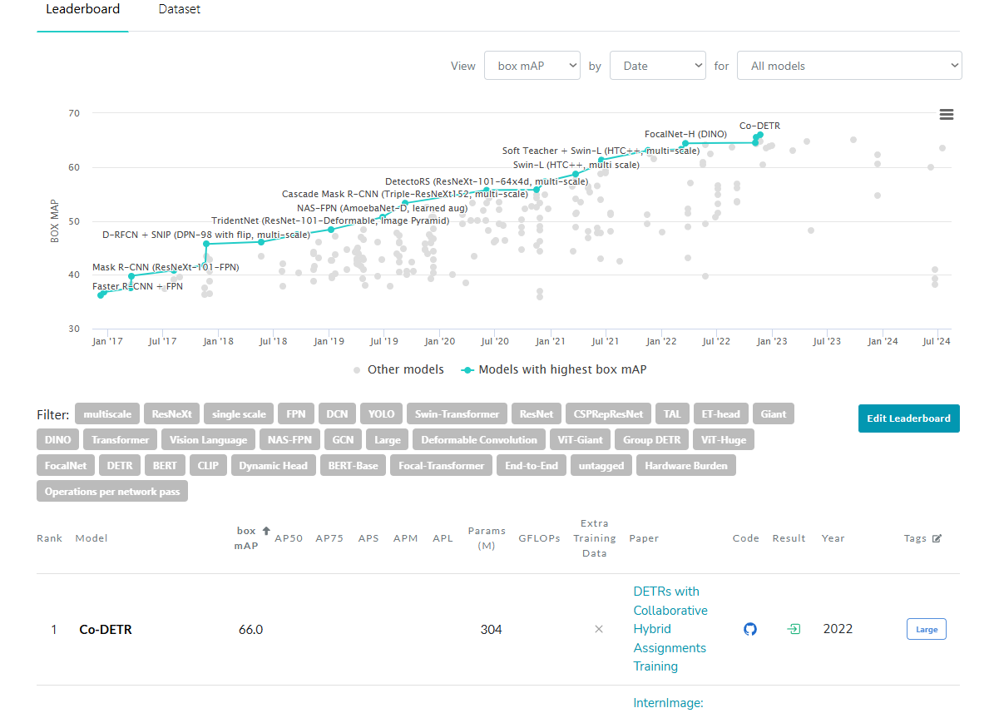 Leaderboard Dataset
View box mAP by Date for All models
70
60
50
40
30
BOX MAP
Co-DETR
FocalNet-H (DINO)
Soft Teacher + Swin-L (HTC++, multi-scale)
Swin-L (HTC++, multi scale)
DetectoRS (ResNeXt-101-64x4d, multi-scale)
Cascade Mask R-CNN (Triple-ResNeXt152, multi-scale)
NAS-FPN (AmoebaNet-D, learned aug)
TridentNet (ResNet-101-Deformable, Image Pyramid)
D-RFCN + SNIP (DPN-98 with flip, multi-scale)
Mask R-CNN (ResNeXt-101-FPN)
Faster R-CNN + FPN
Jan '17 Jul '17 Jan '18 Jul '18 Jan '19 Jul '19 Jan '20 Jul '20 Jan '21 Jul '21 Jan '22 Jul '22 Jan '23 Jul '23 Jan '24 Jul '24
Other models Models with highest box mAP
Filter: multiscale ResNeXt single scale FPN DCN YOLO Swin-Transformer ResNet CSPRepResNet TAL ET-head Giant
Edit Leaderboard
DINO Transformer Vision Language NAS-FPN GCN Large Deformable Convolution ViT-Giant Group DETR ViT-Huge
FocalNet DETR BERT CLIP Dynamic Head BERT-Base Focal-Transformer End-to-End untagged Hardware Burden
Operations per network pass
Rank Model box mAP AP50 AP75 APS APM APL Params (M) GFLOPs Extra Training Data Paper Code Result Year Tags
1 Co-DETR 66.0 304 × DETRs with Collaborative Hybrid Assignments Training 2022 Large
InternImage: